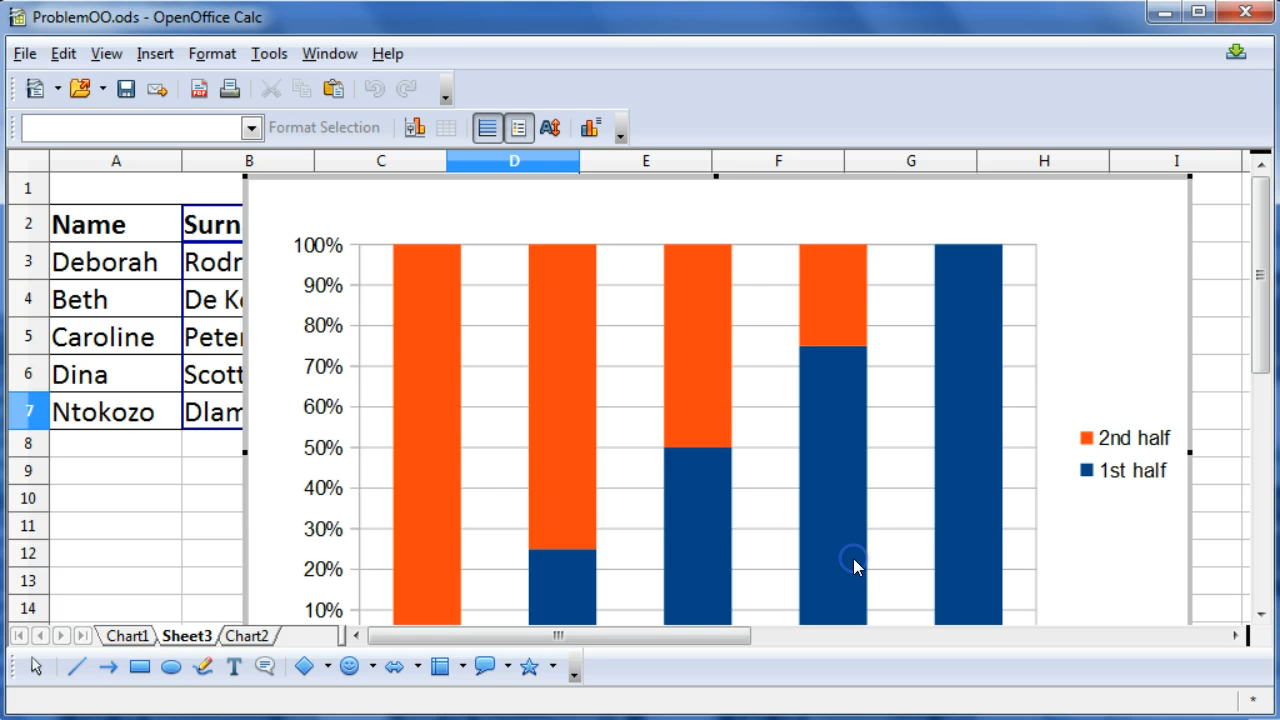 ProblemOO.ods - OpenOffice Calc
File Edit View Insert Format Tools Window Help
Format Selection
A B C D E F G H I
1
2 Name Surn
3 Deborah Rodr
4 Beth De K
5 Caroline Peter
6 Dina Scott
7 Ntokozo Dlam
8
9
10
11
12
13
14
100%
90%
80%
70%
60%
50%
40%
30%
20%
10%
2nd half
1st half
Chart1 Sheet3 Chart2